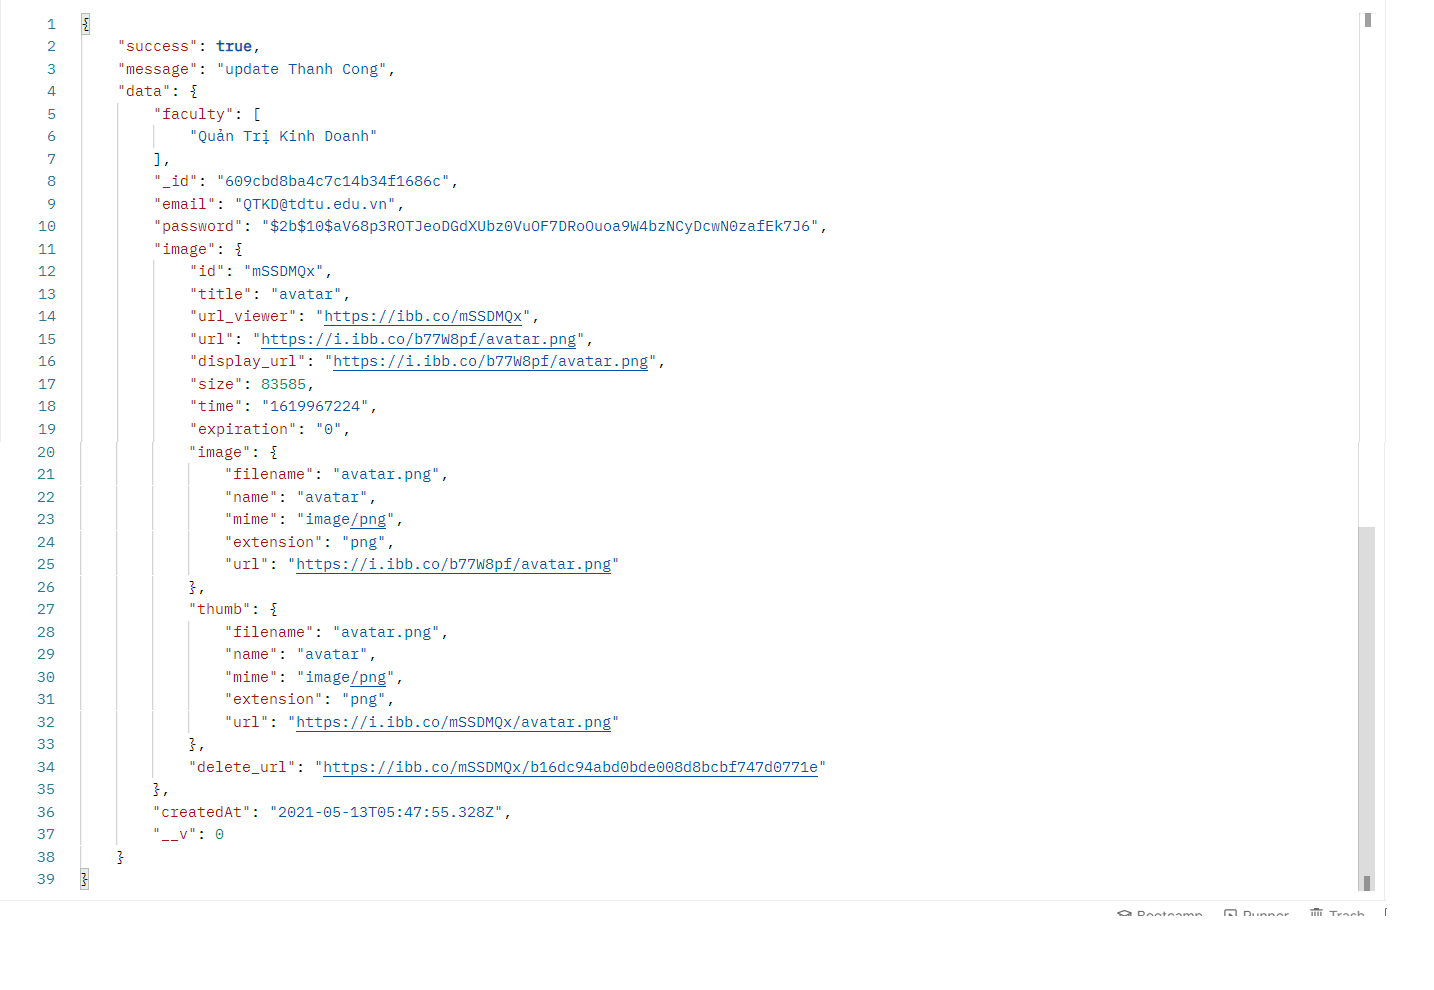 1 {
2 "success": true,
3 "message": "update Thanh Cong",
4 "data": {
5 "faculty": [
6 "Quản Trị Kinh Doanh"
7 ],
8 "_id": "609cbd8ba4c7c14b34f1686c",
9 "email": "QTKD@tdtu.edu.vn",
10 "password": "$2b$10$aV68p3ROTJeoDGdXUbz0VuOF7DRoOuoa9W4bzNCyDcwN0zafEk7J6",
11 "image": {
12 "id": "mSSDMQx",
13 "title": "avatar",
14 "url_viewer": "https://ibb.co/mSSDMQx",
15 "url": "https://i.ibb.co/b77W8pf/avatar.png",
16 "display_url": "https://i.ibb.co/b77W8pf/avatar.png",
17 "size": 83585,
18 "time": "1619967224",
19 "expiration": "0",
20 "image": {
21 "filename": "avatar.png",
22 "name": "avatar",
23 "mime": "image/png",
24 "extension": "png",
25 "url": "https://i.ibb.co/b77W8pf/avatar.png"
26 },
27 "thumb": {
28 "filename": "avatar.png",
29 "name": "avatar",
30 "mime": "image/png",
31 "extension": "png",
32 "url": "https://i.ibb.co/mSSDMQx/avatar.png"
33 },
34 "delete_url": "https://ibb.co/mSSDMQx/b16dc94abd0bde008d8bcbf747d0771e"
35 },
36 "createdAt": "2021-05-13T05:47:55.328Z",
37 "__v": 0
38 }
39 }
Bootcamp Runner Trash